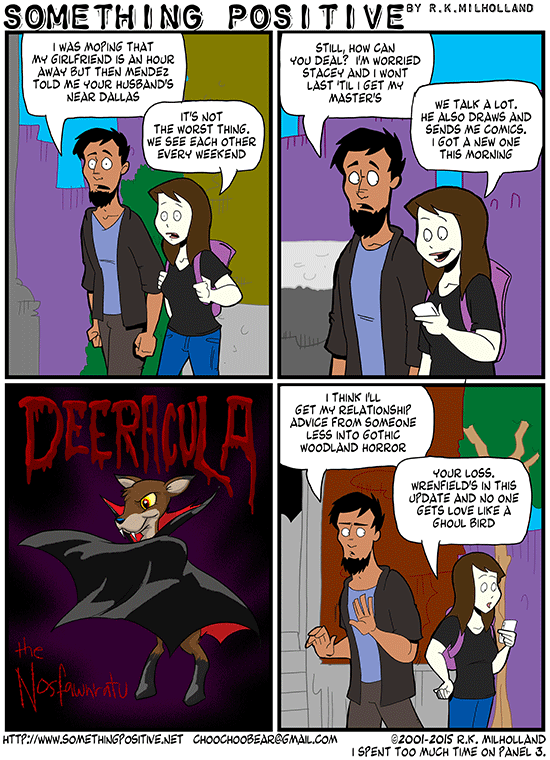 SOMETHING POSITIVE BY R.K.MILHOLLAND
I WAS MOPING THAT
MY GIRLFRIEND IS AN HOUR
AWAY BUT THEN MENDEZ
TOLD ME YOUR HUSBAND'S
NEAR DALLAS
IT'S NOT
THE WORST THING.
WE SEE EACH OTHER
EVERY WEEKEND
STILL, HOW CAN
YOU DEAL? I'M WORRIED
STACEY AND I WONT
LAST 'TIL I GET MY
MASTER'S
WE TALK A LOT.
HE ALSO DRAWS AND
SENDS ME COMICS.
I GOT A NEW ONE
THIS MORNING
DEERACULA
the
Nosfawnratu
I THINK I'LL
GET MY RELATIONSHIP
ADVICE FROM SOMEONE
LESS INTO GOTHIC
WOODLAND HORROR
YOUR LOSS.
WRENFIELD'S IN THIS
UPDATE AND NO ONE
GETS LOVE LIKE A
GHOUL BIRD
HTTP://WWW.SOMETHINGPOSITIVE.NET CHOOCHOOBEAR@GMAIL.COM ©2001-2015 R.K. MILHOLLAND
I SPENT TOO MUCH TIME ON PANEL 3.